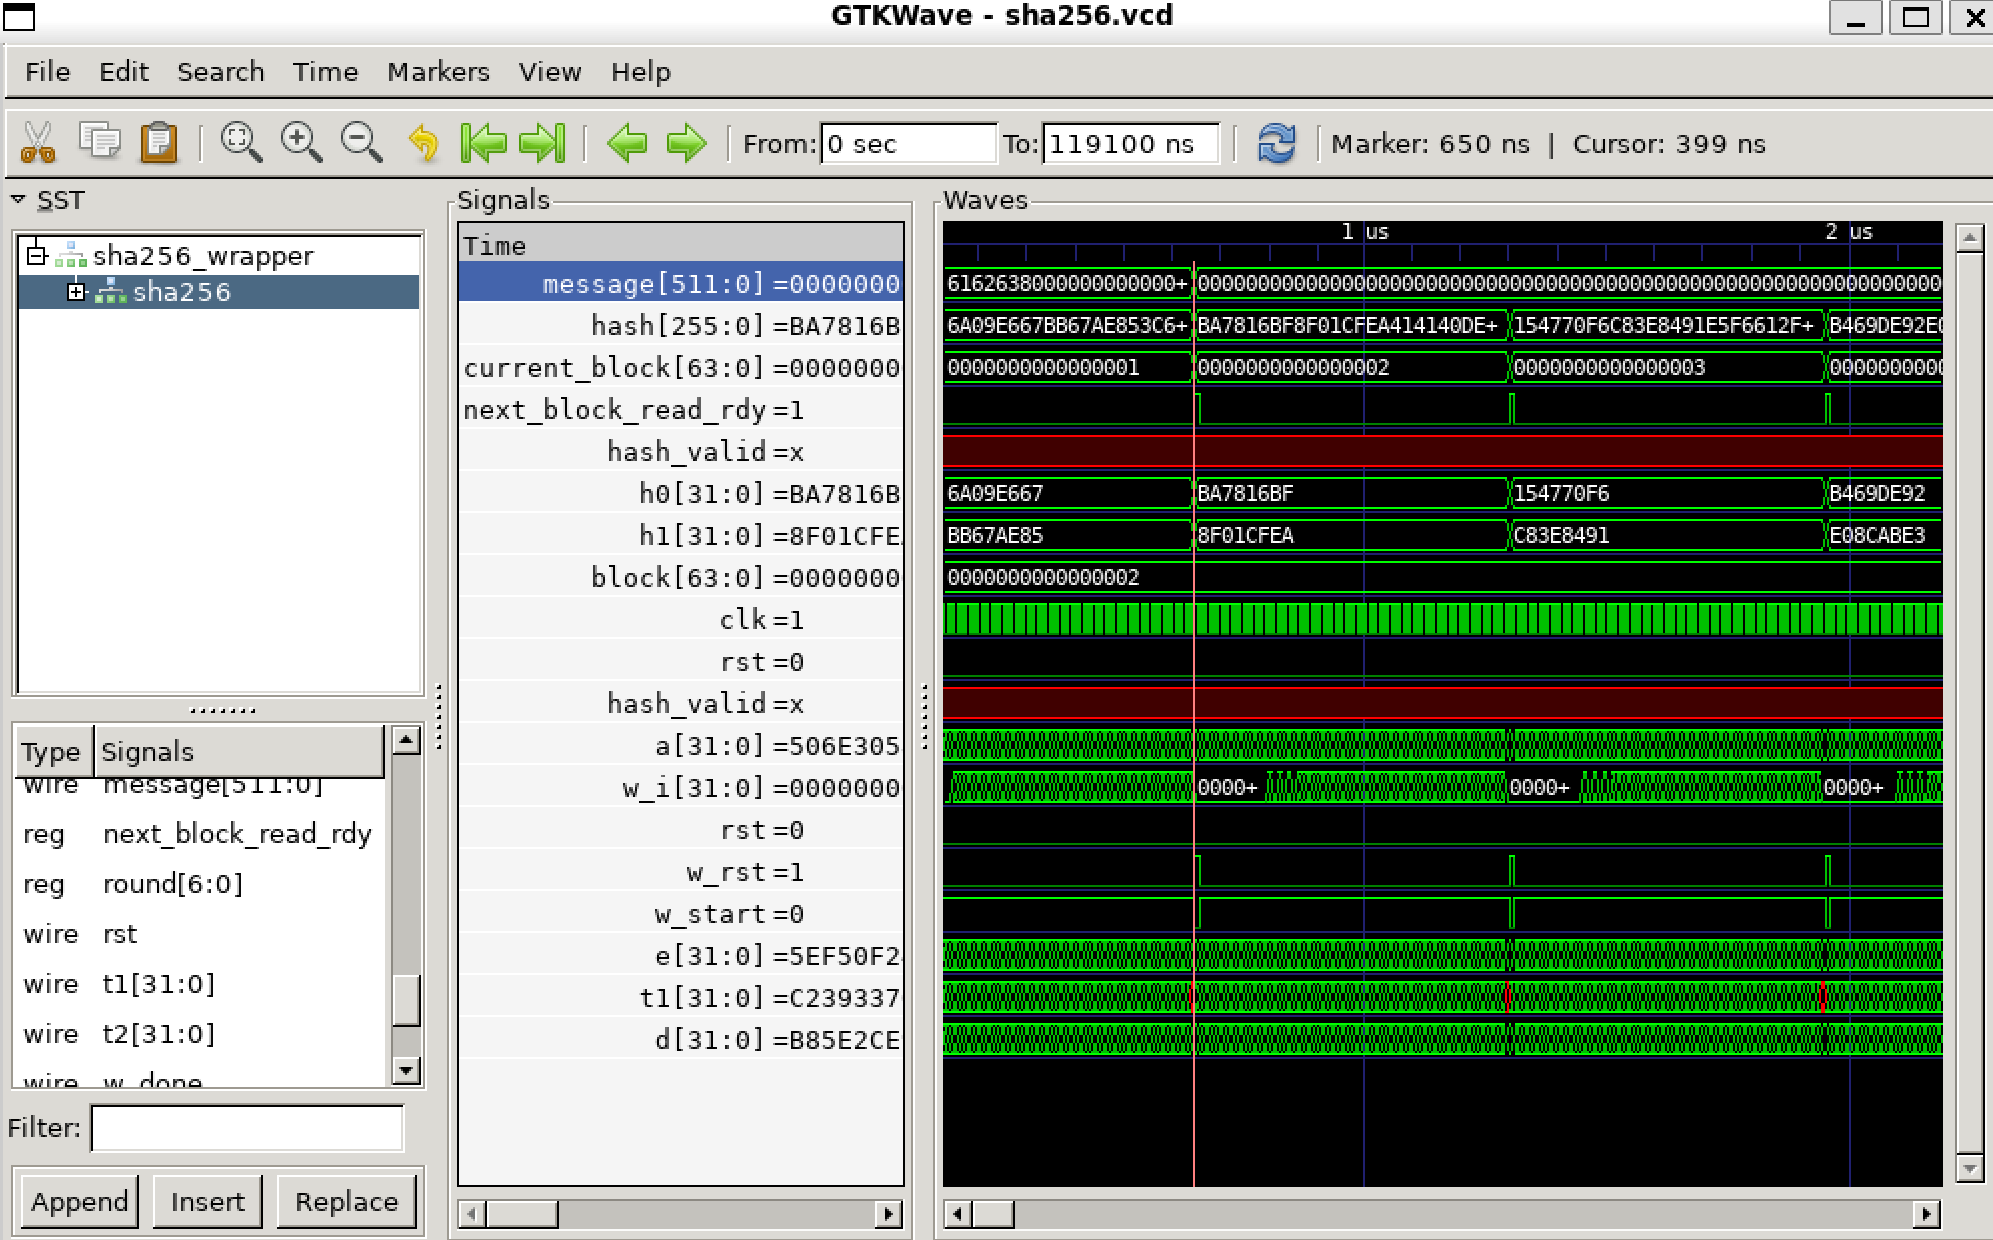 GTKWave - sha256.vcd
File Edit Search Time Markers View Help
From: 0 sec To: 119100 ns Marker: 650 ns | Cursor: 399 ns
SST
sha256_wrapper
sha256
Type Signals
wire message[511:0]
reg next_block_read_rdy
reg round[6:0]
wire rst
wire t1[31:0]
wire t2[31:0]
wire w_done
Filter:
Append Insert Replace
Signals
Time
message[511:0] =0000000
hash[255:0] =BA7816B
current_block[63:0] =0000000
next_block_read_rdy =1
hash_valid =x
h0[31:0] =BA7816B
h1[31:0] =8F01CFE
block[63:0] =0000000
clk =1
rst =0
hash_valid =x
a[31:0] =506E305
w_i[31:0] =0000000
rst =0
w_rst =1
w_start =0
e[31:0] =5EF50F2
t1[31:0] =C239337
d[31:0] =B85E2CE
Waves
1 us 2 us
6162638000000000000+ 00000000000000000000000000000000000000000000000000000000000000
6A09E667BB67AE853C6+ BA7816BF8F01CFEA414140DE+ 154770F6C83E8491E5F6612F+ B469DE92E0
0000000000000001 0000000000000002 0000000000000003 0000000000
6A09E667 BA7816BF 154770F6 B469DE92
BB67AE85 8F01CFEA C83E8491 E08CABE3
0000000000000002
0000+ 0000+ 0000+